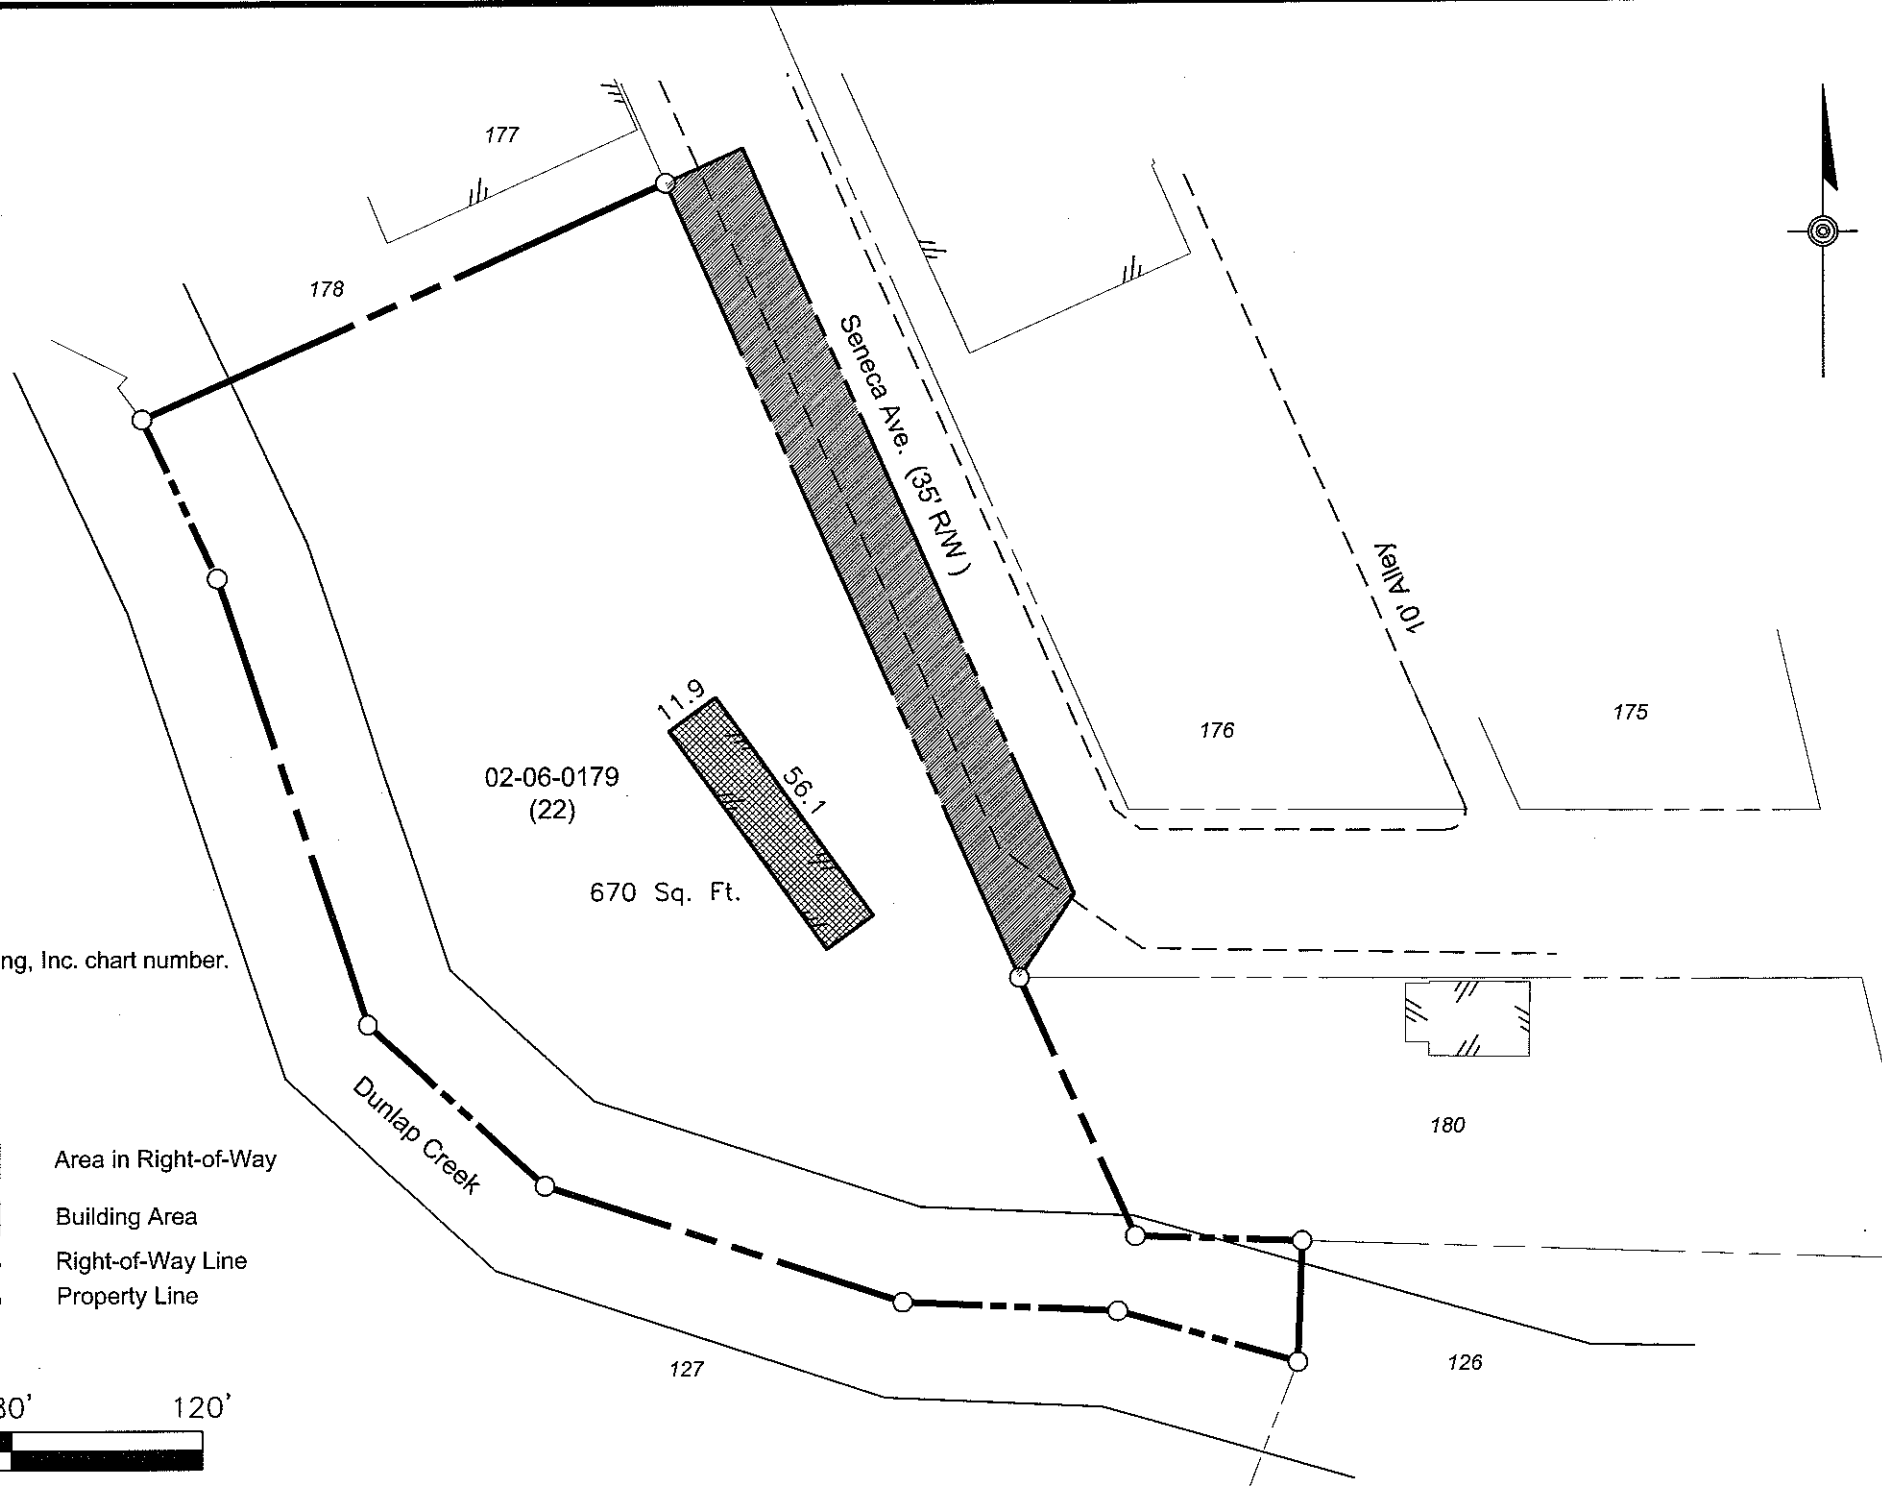 177
178
Seneca Ave. (35' R/W )
10' Alley
175
176
11.9
56.1
02-06-0179
(22)
670 Sq. Ft.
ng, Inc. chart number.
Dunlap Creek
180
Area in Right-of-Way
Building Area
Right-of-Way Line
Property Line
127
126
120'